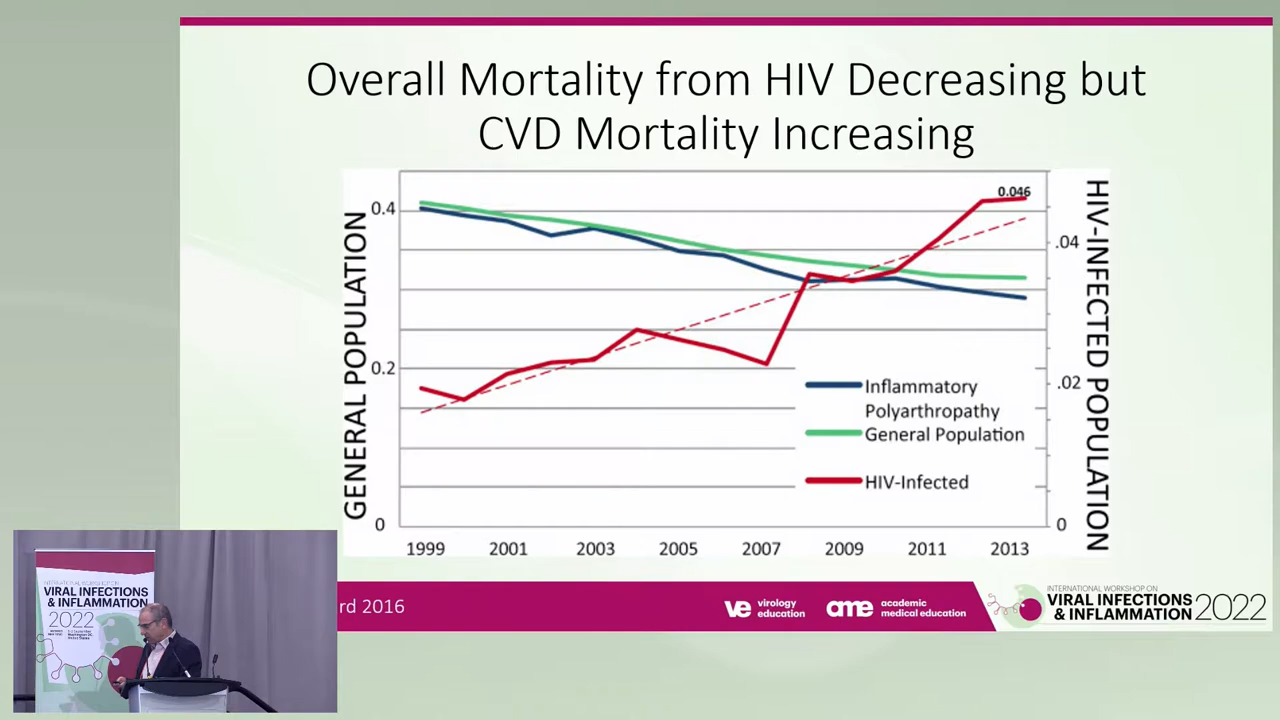 Overall Mortality from HIV Decreasing but
CVD Mortality Increasing
GENERAL POPULATION
0.4
0.2
0
0.046
.04
.02
0
HIV-INFECTED POPULATION
Inflammatory
Polyarthropathy
General Population
HIV-Infected
1999 2001 2003 2005 2007 2009 2011 2013
rd 2016
ve virology
education
ame academic
medical education
INTERNATIONAL WORKSHOP ON
VIRAL INFECTIONS
& INFLAMMATION 2022
INTERNATIONAL WORKSHOP ON
VIRAL INFECTIONS
& INFLAMMATION
2022